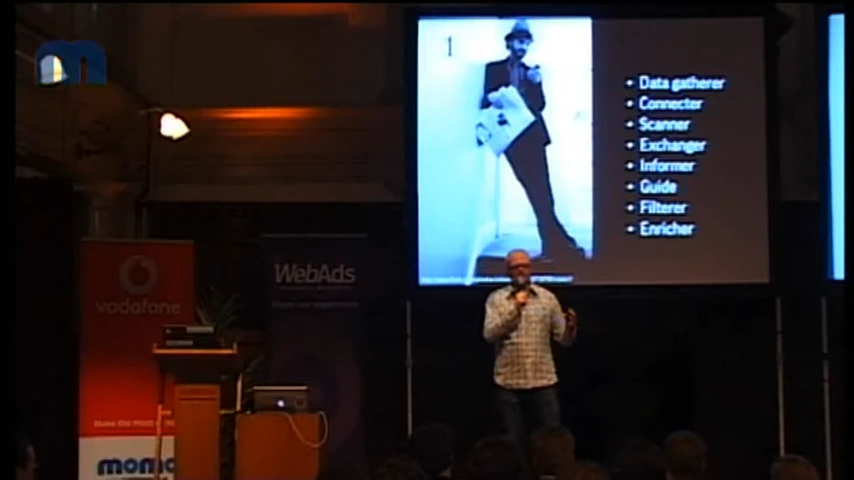 m
1
+ Data gatherer
+ Connecter
+ Scanner
+ Exchanger
+ Informer
+ Guide
+ Filterer
+ Enricher
vodafone
WebAds
momo